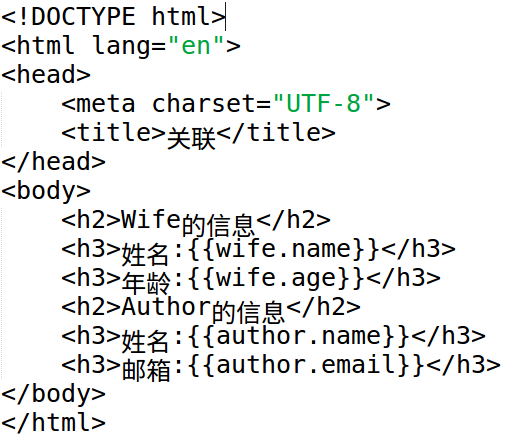 <!DOCTYPE html>
<html lang="en">
<head>
    <meta charset="UTF-8">
    <title>关联</title>
</head>
<body>
    <h2>Wife的信息</h2>
    <h3>姓名:{{wife.name}}</h3>
    <h3>年龄:{{wife.age}}</h3>
    <h2>Author的信息</h2>
    <h3>姓名:{{author.name}}</h3>
    <h3>邮箱:{{author.email}}</h3>
</body>
</html>